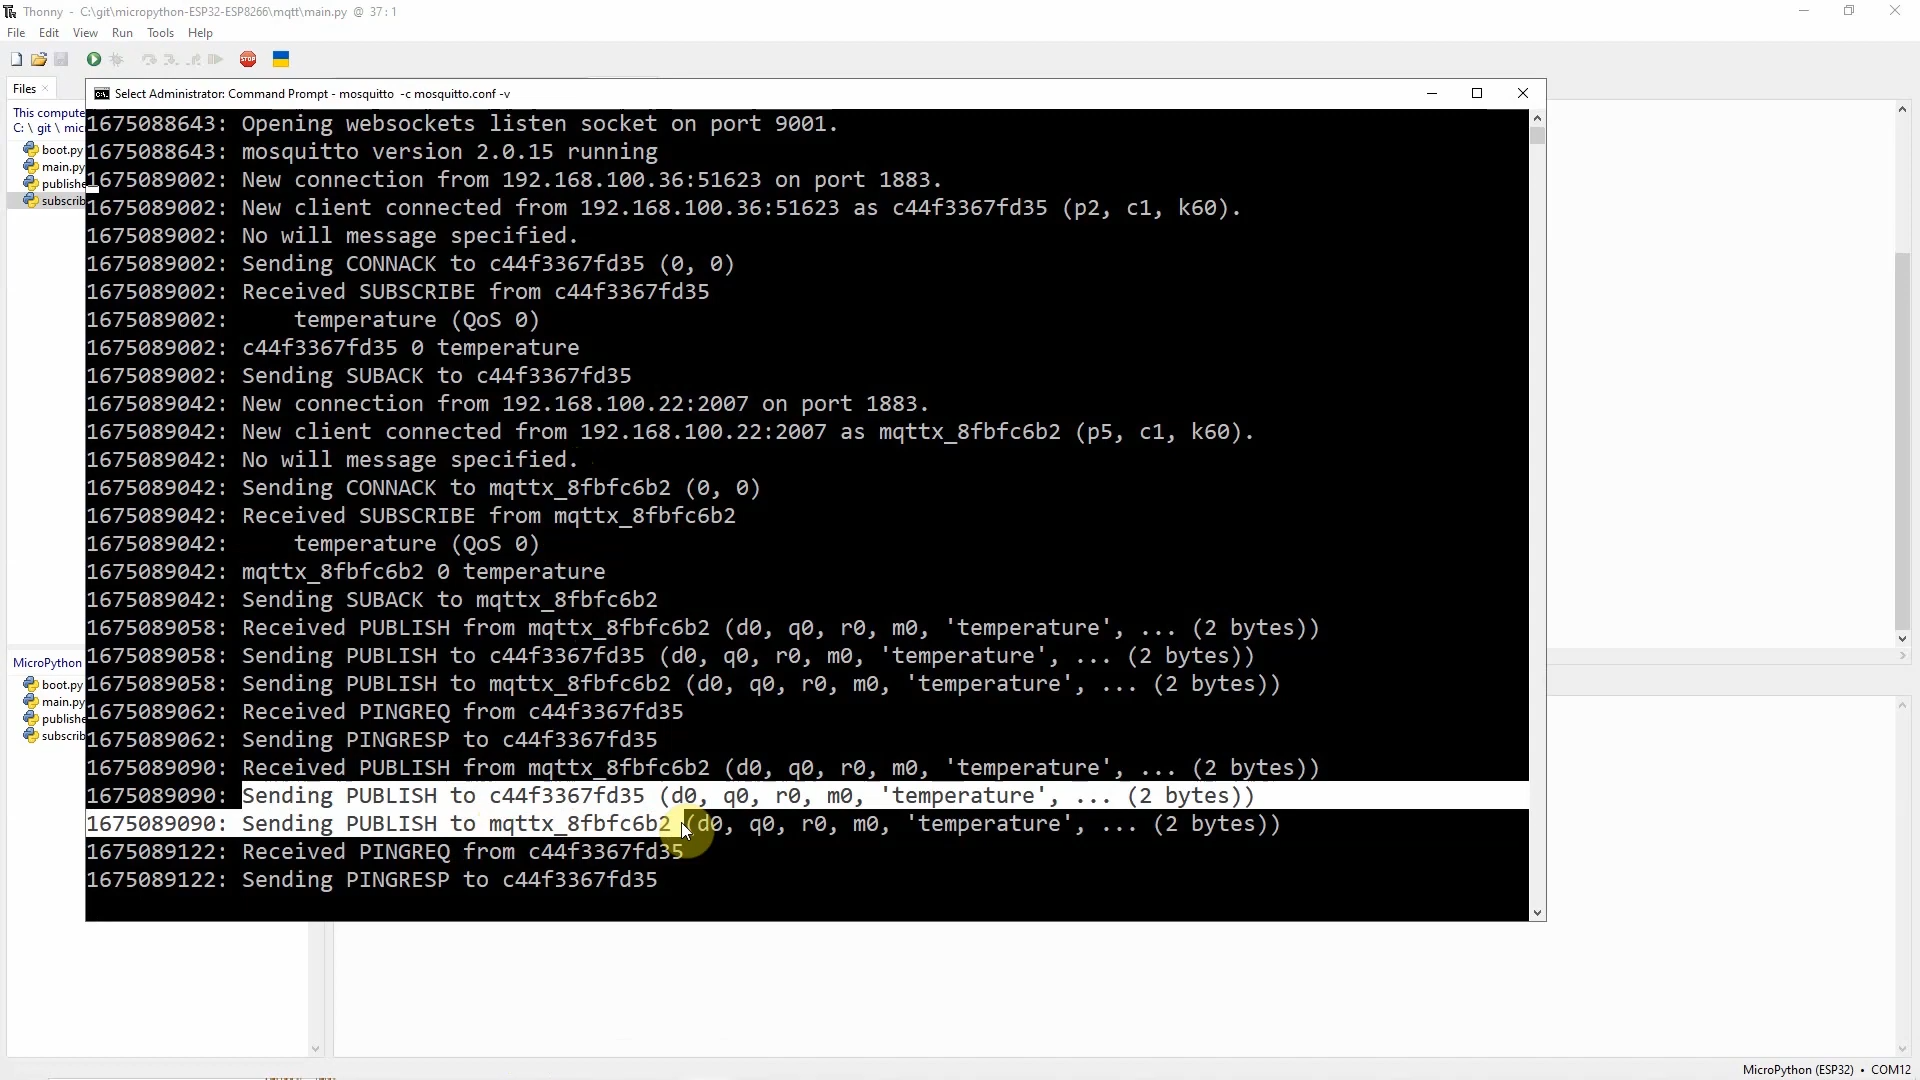 Thonny - C:\git\micropython-ESP32-ESP8266\mqtt\main.py @ 37 : 1
File Edit View Run Tools Help
STOP
Files
This compute
C: \ git \ mic
boot.py
main.py
publishe
subscrib
Select Administrator: Command Prompt - mosquitto -c mosquitto.conf -v
1675088643: Opening websockets listen socket on port 9001.
1675088643: mosquitto version 2.0.15 running
1675089002: New connection from 192.168.100.36:51623 on port 1883.
1675089002: New client connected from 192.168.100.36:51623 as c44f3367fd35 (p2, c1, k60).
1675089002: No will message specified.
1675089002: Sending CONNACK to c44f3367fd35 (0, 0)
1675089002: Received SUBSCRIBE from c44f3367fd35
1675089002:     temperature (QoS 0)
1675089002: c44f3367fd35 0 temperature
1675089002: Sending SUBACK to c44f3367fd35
1675089042: New connection from 192.168.100.22:2007 on port 1883.
1675089042: New client connected from 192.168.100.22:2007 as mqttx_8fbfc6b2 (p5, c1, k60).
1675089042: No will message specified.
1675089042: Sending CONNACK to mqttx_8fbfc6b2 (0, 0)
1675089042: Received SUBSCRIBE from mqttx_8fbfc6b2
1675089042:     temperature (QoS 0)
1675089042: mqttx_8fbfc6b2 0 temperature
1675089042: Sending SUBACK to mqttx_8fbfc6b2
1675089058: Received PUBLISH from mqttx_8fbfc6b2 (d0, q0, r0, m0, 'temperature', ... (2 bytes))
1675089058: Sending PUBLISH to c44f3367fd35 (d0, q0, r0, m0, 'temperature', ... (2 bytes))
1675089058: Sending PUBLISH to mqttx_8fbfc6b2 (d0, q0, r0, m0, 'temperature', ... (2 bytes))
1675089062: Received PINGREQ from c44f3367fd35
1675089062: Sending PINGRESP to c44f3367fd35
1675089090: Received PUBLISH from mqttx_8fbfc6b2 (d0, q0, r0, m0, 'temperature', ... (2 bytes))
1675089090: Sending PUBLISH to c44f3367fd35 (d0, q0, r0, m0, 'temperature', ... (2 bytes))
1675089090: Sending PUBLISH to mqttx_8fbfc6b2 (d0, q0, r0, m0, 'temperature', ... (2 bytes))
1675089122: Received PINGREQ from c44f3367fd35
1675089122: Sending PINGRESP to c44f3367fd35
MicroPython
boot.py
main.py
publishe
subscrib
MicroPython (ESP32) • COM12